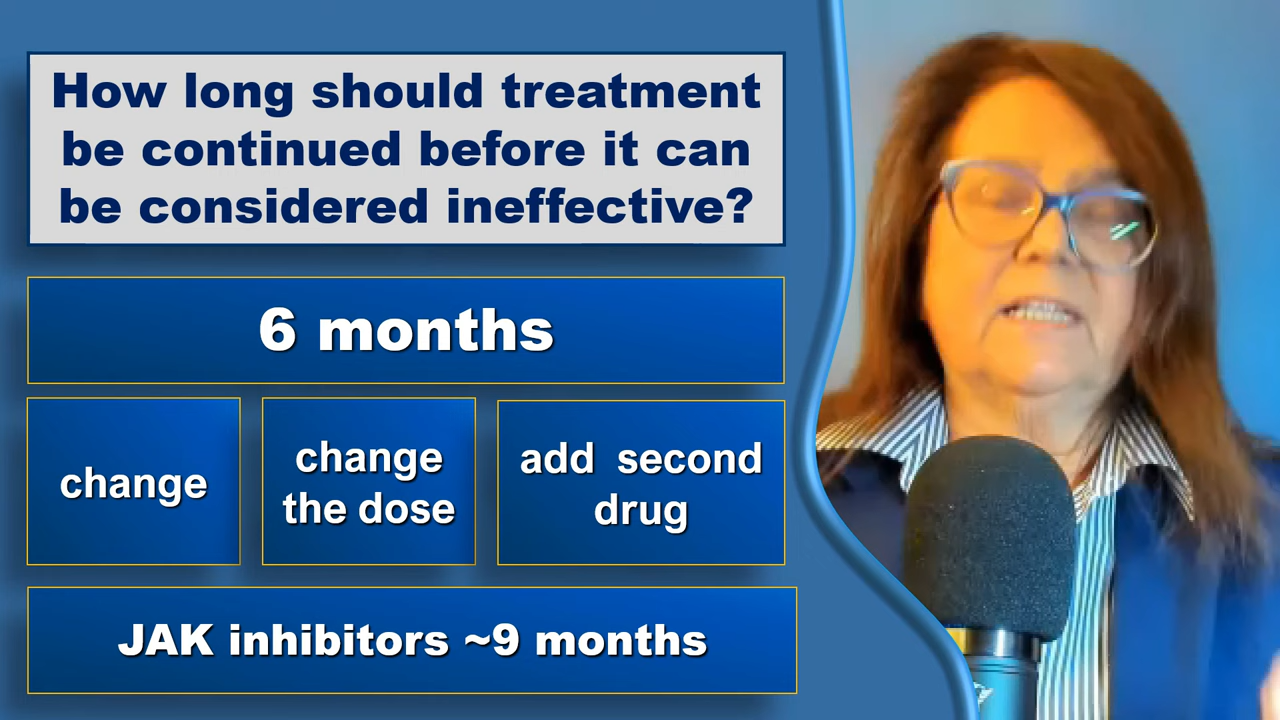 How long should treatment
be continued before it can
be considered ineffective?
6 months
change
change
the dose
add second
drug
JAK inhibitors ~9 months